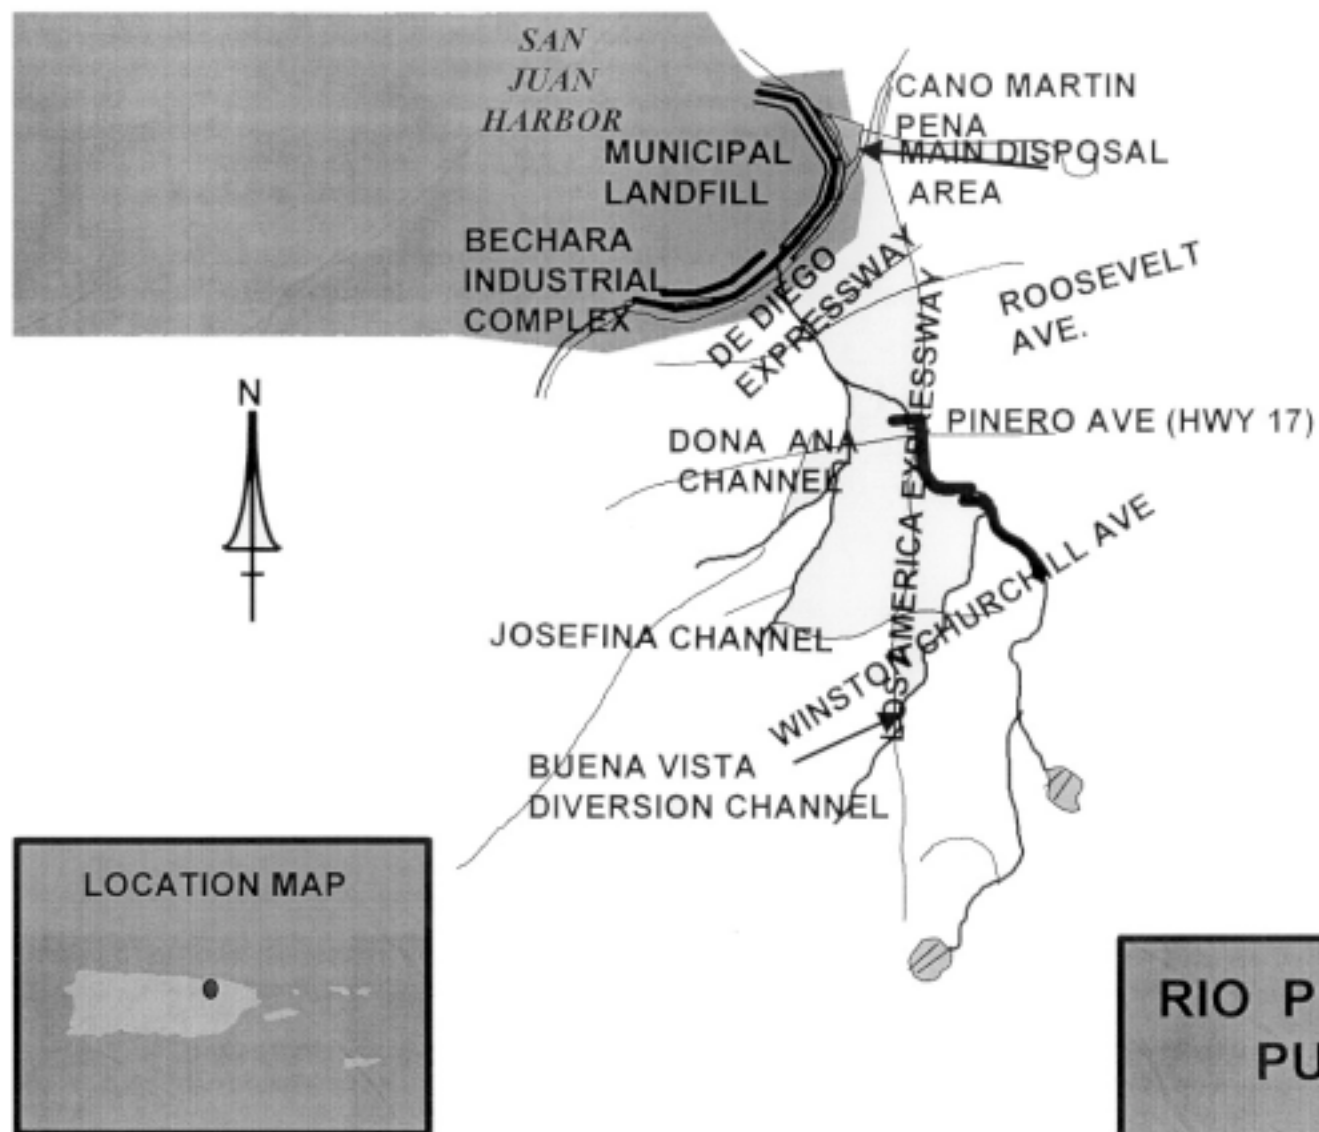 SAN
JUAN
HARBOR
CANO MARTIN
PENA
MUNICIPAL
LANDFILL
MAIN DISPOSAL
AREA
BECHARA
INDUSTRIAL
COMPLEX
DE DIEGO
EXPRESSWAY
ROOSEVELT
AVE.
LOS AMERICA EXPRESSWAY
N
PINERO AVE (HWY 17)
DONA ANA
CHANNEL
JOSEFINA CHANNEL
WINSTON CHURCHILL AVE
BUENA VISTA
DIVERSION CHANNEL
LOCATION MAP
RIO P
PU